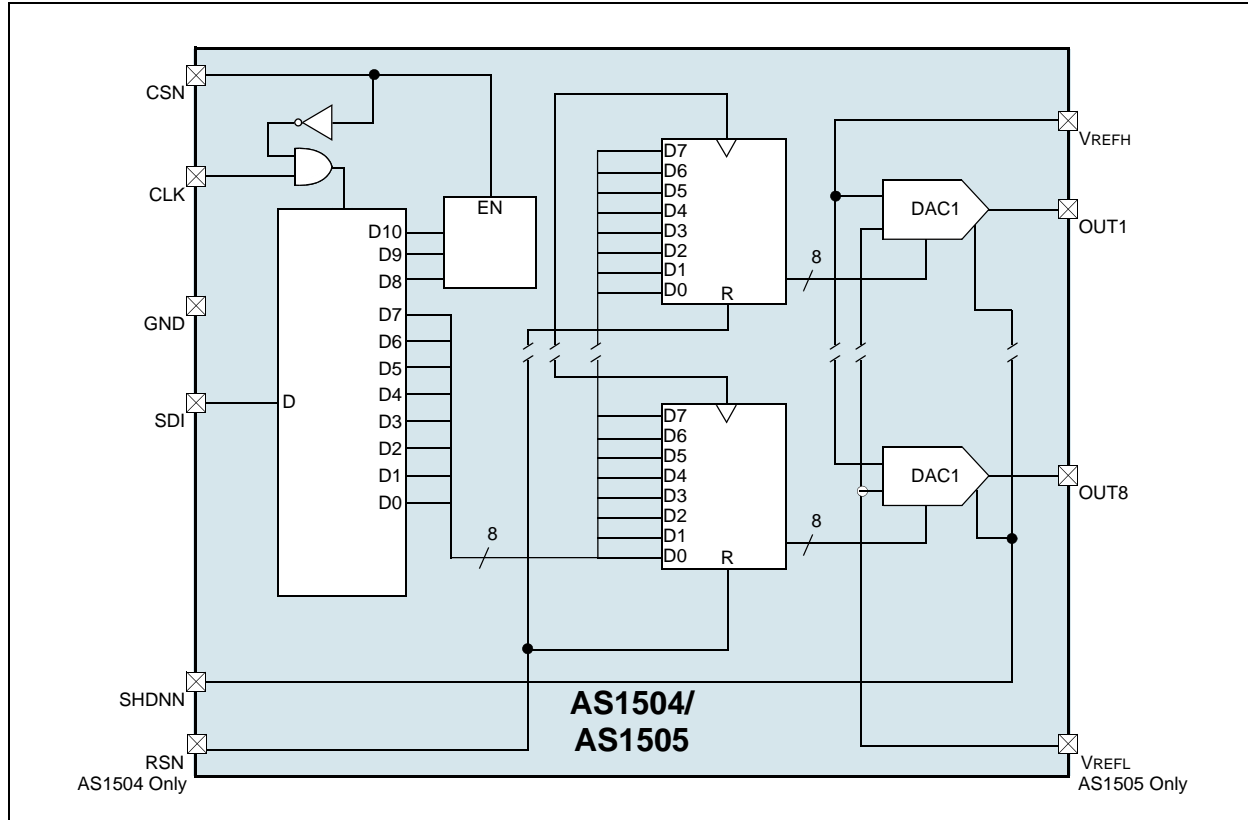 CSN
CLK
GND
SDI
SHDNN
RSN
AS1504 Only
D
D10
D9
D8
D7
D6
D5
D4
D3
D2
D1
D0
EN
8
D7
D6
D5
D4
D3
D2
D1
D0
R
8
D7
D6
D5
D4
D3
D2
D1
D0
R
8
DAC1
DAC1
VREFH
OUT1
OUT8
VREFL
AS1505 Only
AS1504/
AS1505